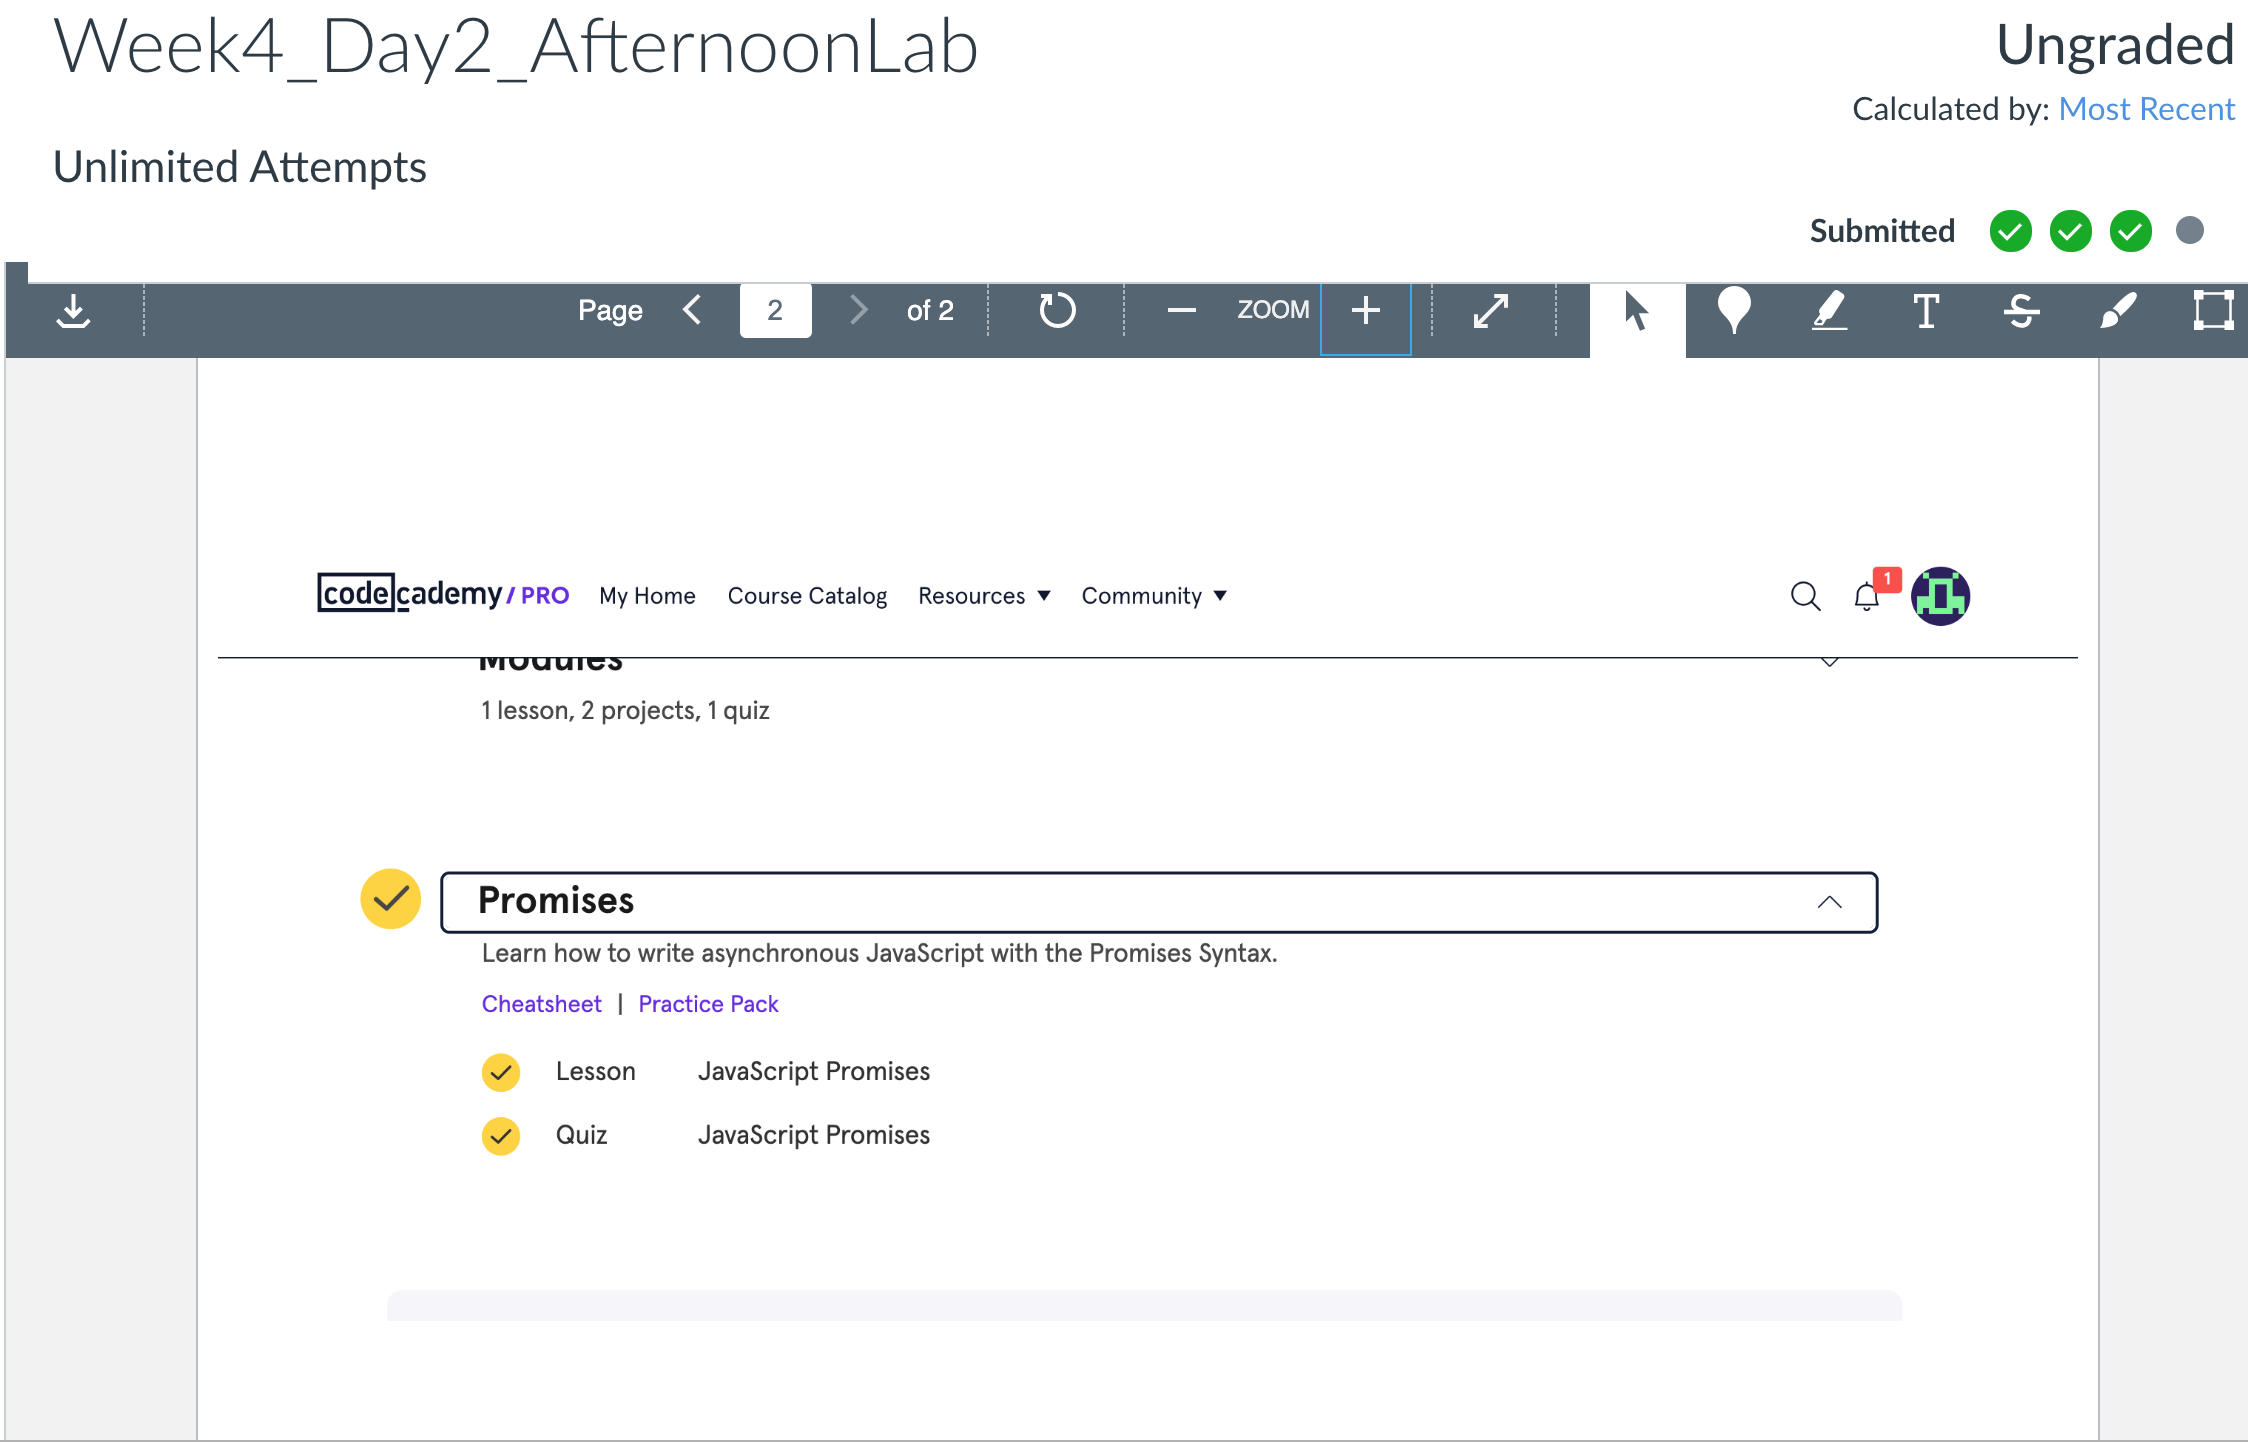 Week4_Day2_AfternoonLab
Ungraded
Calculated by: Most Recent
Unlimited Attempts
Submitted
Page 2 of 2 ZOOM
codecademy / PRO My Home Course Catalog Resources Community 1
Modules
1 lesson, 2 projects, 1 quiz
Promises
Learn how to write asynchronous JavaScript with the Promises Syntax.
Cheatsheet | Practice Pack
Lesson JavaScript Promises
Quiz JavaScript Promises